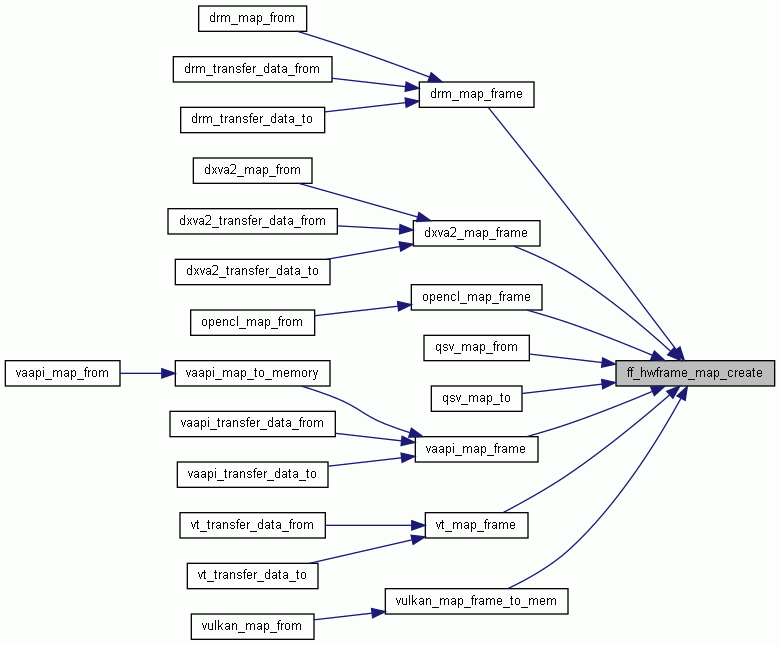 drm_map_from
drm_transfer_data_from
drm_map_frame
drm_transfer_data_to
dxva2_map_from
dxva2_transfer_data_from
dxva2_map_frame
dxva2_transfer_data_to
opencl_map_frame
opencl_map_from
qsv_map_from
vaapi_map_from
vaapi_map_to_memory
ff_hwframe_map_create
qsv_map_to
vaapi_transfer_data_from
vaapi_map_frame
vaapi_transfer_data_to
vt_transfer_data_from
vt_map_frame
vt_transfer_data_to
vulkan_map_frame_to_mem
vulkan_map_from